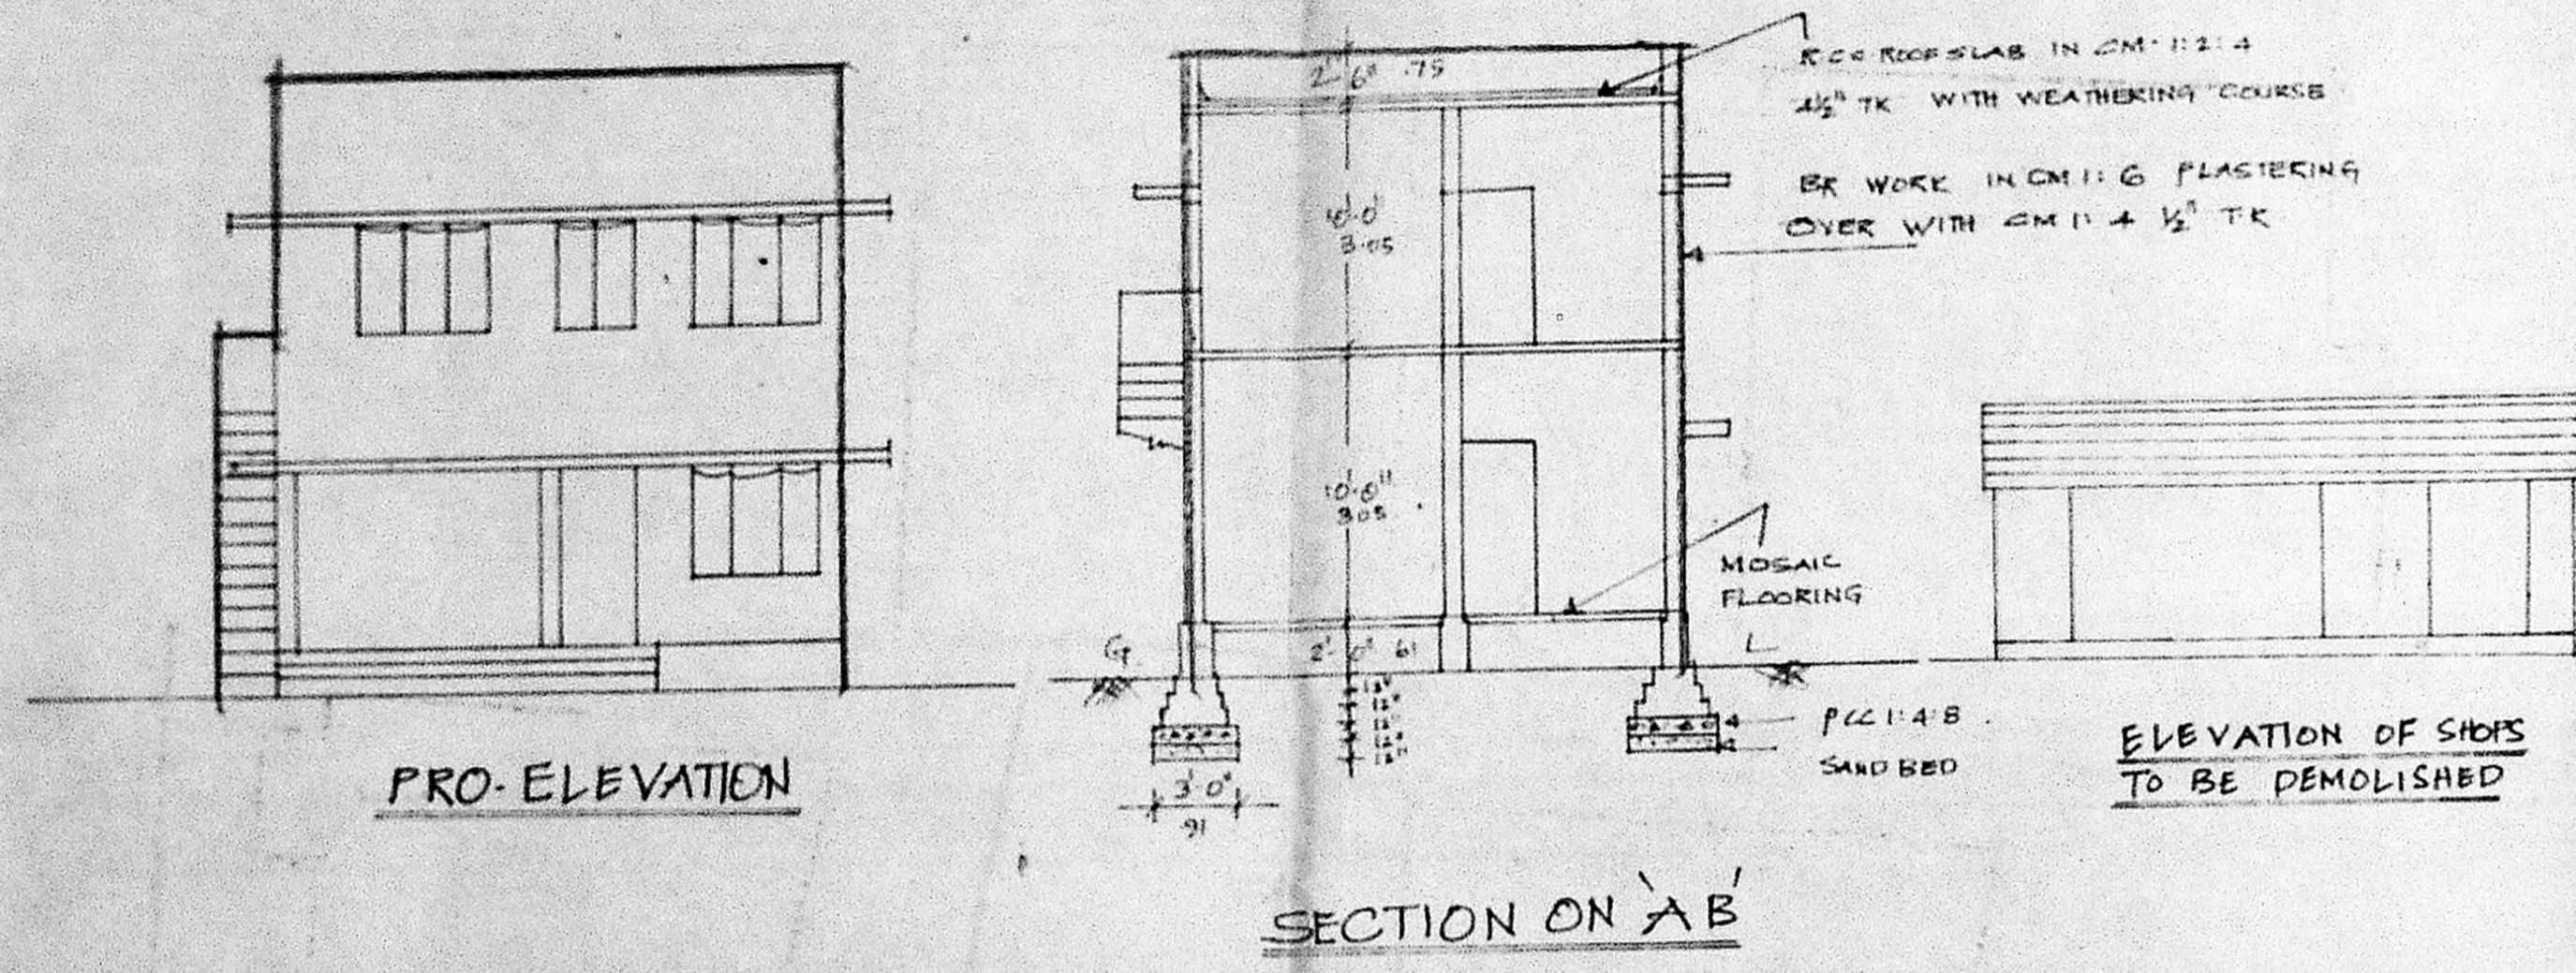 2'-6" .75
RCC ROOF SLAB IN CM 1:2:4
4½" TK WITH WEATHERING COURSE
BR WORK IN CM 1: 6 PLASTERING
OVER WITH CM 1: 4 ½" TK
10'-0"
3.05
10'-0"
3.05
MOSAIC
FLOORING
G
2'-0" 61
L
PCC 1:4:8
SAND BED
3'-0"
.91
PRO-ELEVATION
ELEVATION OF SHOPS
TO BE DEMOLISHED
SECTION ON 'AB'